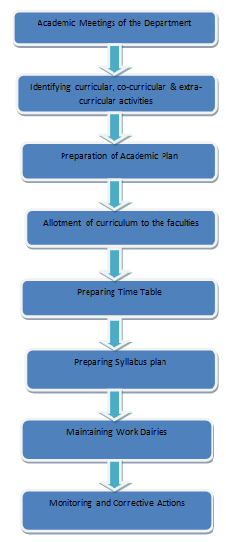 Academic Meetings of the Department
Identifying curricular, co-curricular & extra-
curricular activities
Preparation of Academic Plan
Allotment of curriculum to the faculties
Preparing Time Table
Preparing Syllabus plan
Maintaining Work Dairies
Monitoring and Corrective Actions